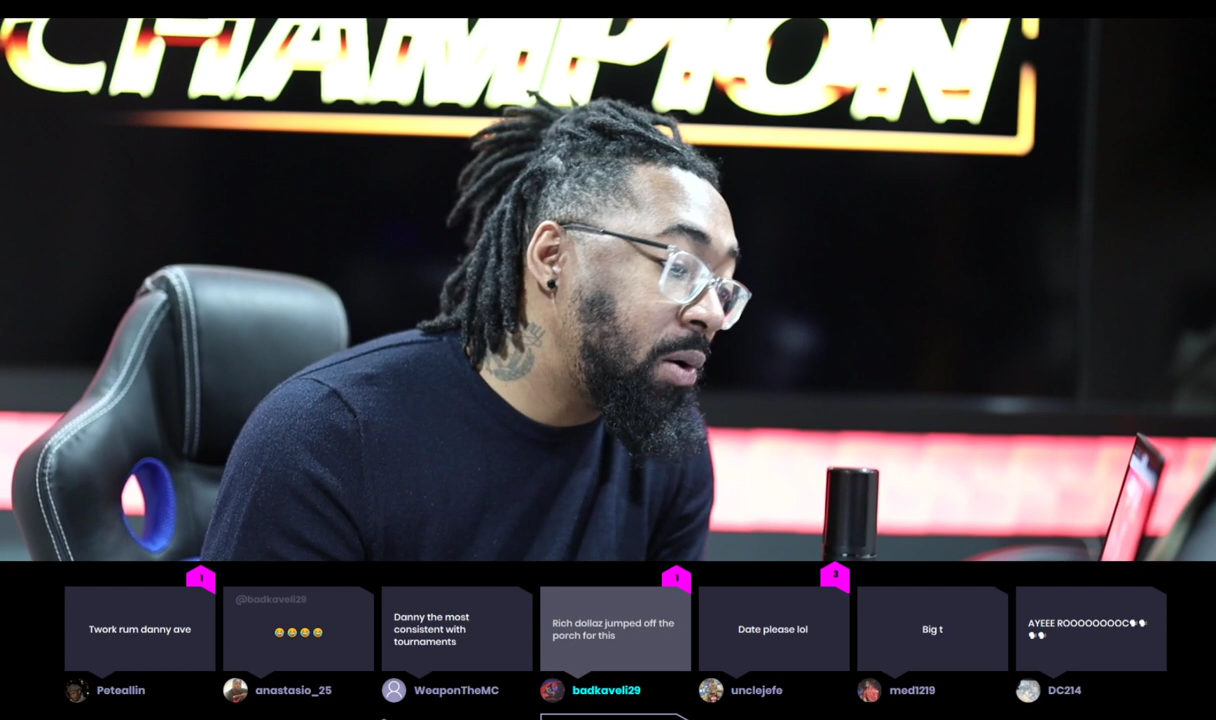 CHAMPION
1
1
3
Twork rum danny ave
@badkaveli29
😂😂😂😂
Danny the most
consistent with
tournaments
Rich dollaz jumped off the
porch for this
Date please lol
Big t
AYEEE ROOOOOOOOC🗣🗣
🗣🗣
Peteallin
anastasio_25
WeaponTheMC
badkaveli29
unclejefe
med1219
DC214